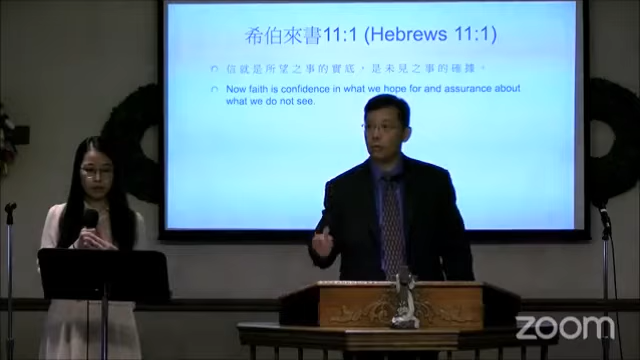 希伯來書11:1 (Hebrews 11:1)
信就是所望之事的實底，是未見之事的確據。
Now faith is confidence in what we hope for and assurance about
what we do not see.
zoom